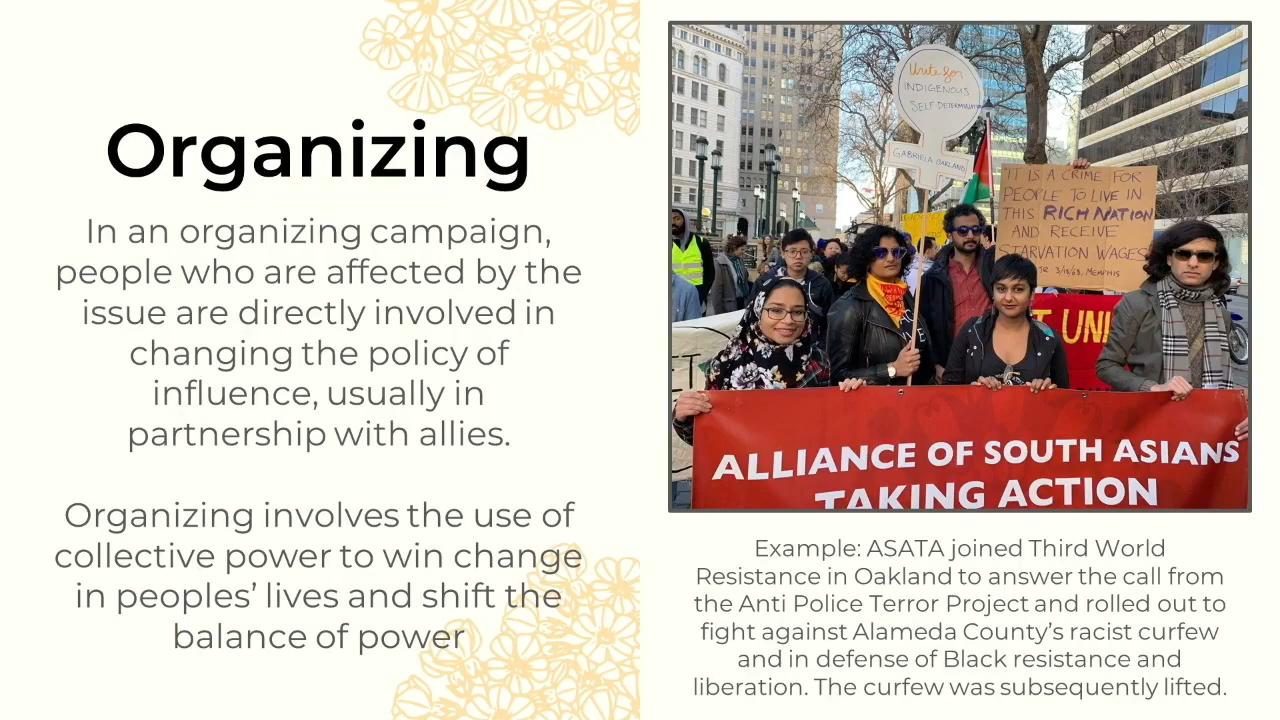 Organizing
In an organizing campaign,
people who are affected by the
issue are directly involved in
changing the policy of
influence, usually in
partnership with allies.
Organizing involves the use of
collective power to win change
in peoples’ lives and shift the
balance of power
Unite for
INDIGENOUS
SELF DETERMINATION
GABRIELA OAKLAND
IT IS A CRIME FOR
PEOPLE TO LIVE IN
THIS RICH NATION
AND RECEIVE
STARVATION WAGES
3/18/68, MEMPHIS
ALLIANCE OF SOUTH ASIANS
TAKING ACTION
Example: ASATA joined Third World
Resistance in Oakland to answer the call from
the Anti Police Terror Project and rolled out to
fight against Alameda County’s racist curfew
and in defense of Black resistance and
liberation. The curfew was subsequently lifted.